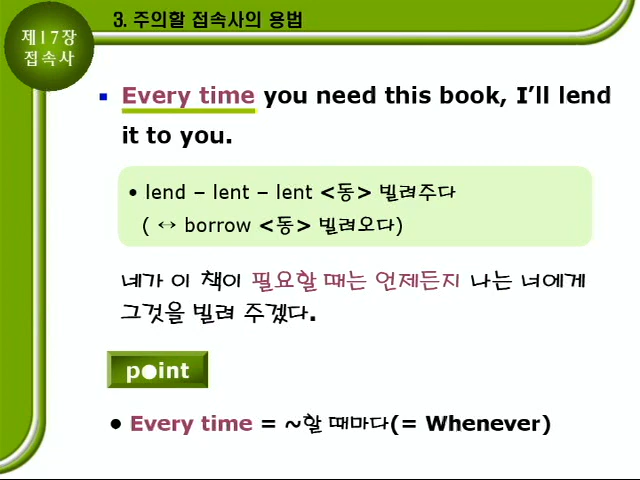 제17장
접속사
3. 주의할 접속사의 용법
▪ Every time you need this book, I’ll lend
it to you.
• lend – lent – lent <동> 빌려주다
( ↔ borrow <동> 빌려오다)
네가 이 책이 필요할 때는 언제든지 나는 너에게
그것을 빌려 주겠다.
point
● Every time = ~할 때마다(= Whenever)